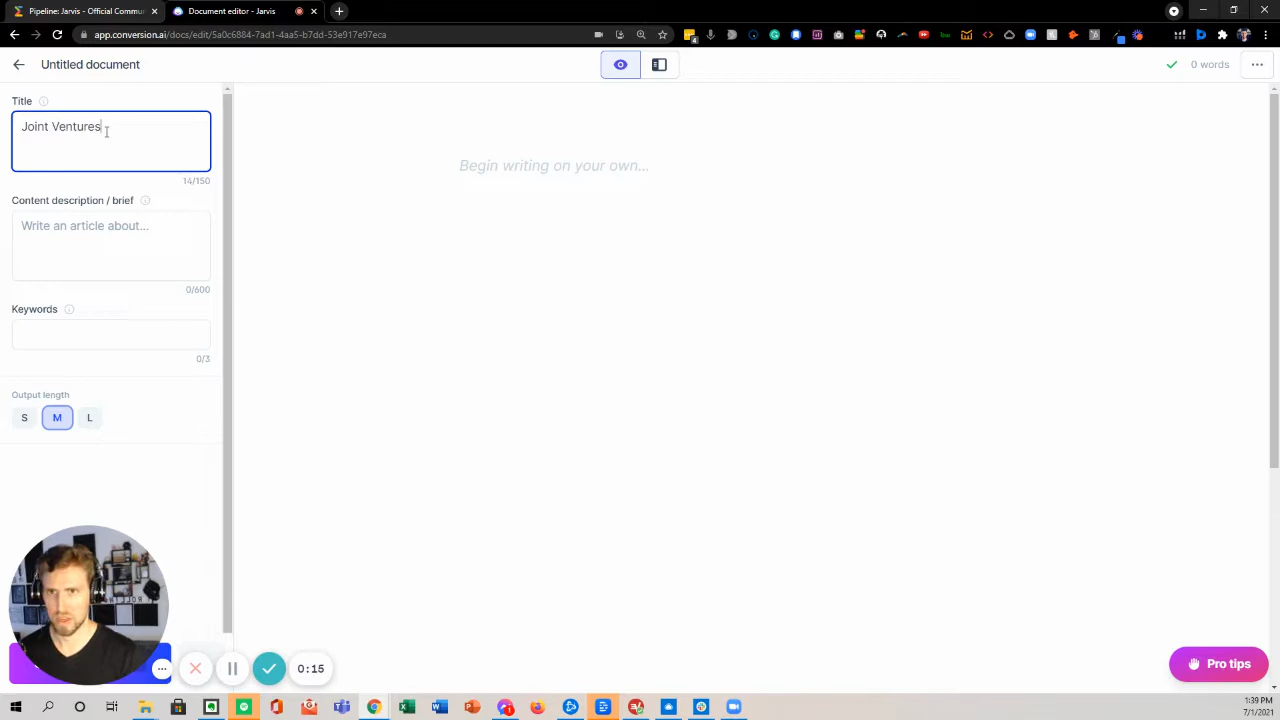 Pipeline: Jarvis - Official Commu
Document editor - Jarvis
app.conversion.ai/docs/edit/5a0c6884-7ad1-4aa5-b7dd-53e917e97eca
Untitled document
0 words
Title
Joint Ventures
14/150
Content description / brief
Write an article about...
0/600
Keywords
0/3
Output length
S M L
Begin writing on your own...
0:15
Pro tips
1:39 PM
7/1/2021